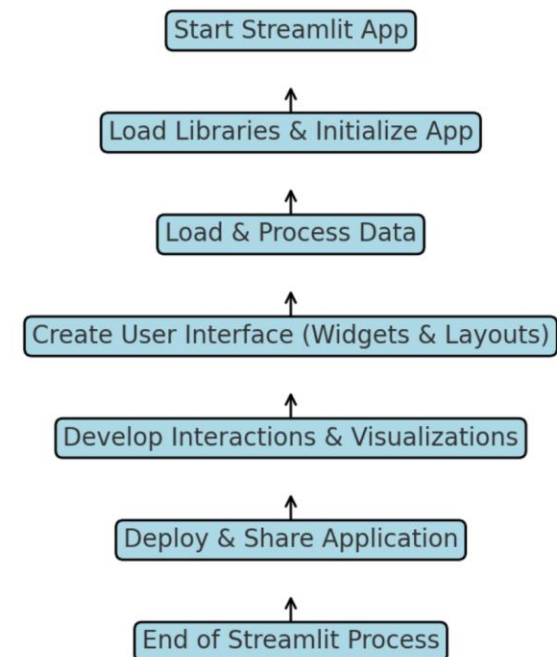 Start Streamlit App
Load Libraries & Initialize App
Load & Process Data
Create User Interface (Widgets & Layouts)
Develop Interactions & Visualizations
Deploy & Share Application
End of Streamlit Process